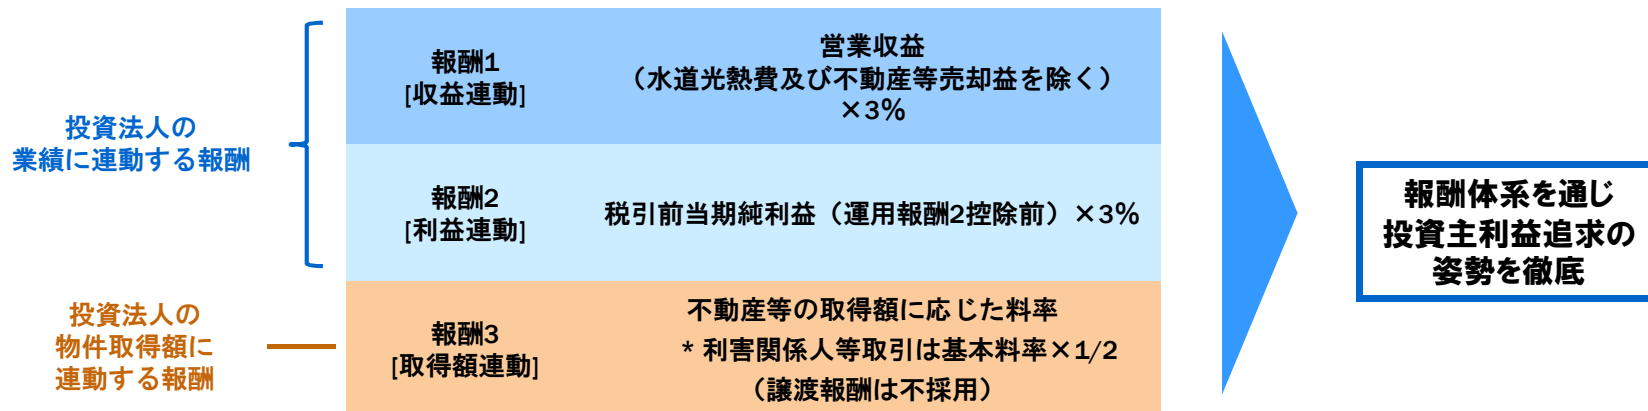 投資法人の
業績に連動する報酬
報酬1
[収益連動]
営業収益
（水道光熱費及び不動産等売却益を除く）
×3％
報酬2
[利益連動]
税引前当期純利益（運用報酬2控除前）×3％
投資法人の
物件取得額に
連動する報酬
報酬3
[取得額連動]
不動産等の取得額に応じた料率
* 利害関係人等取引は基本料率×1/2
（譲渡報酬は不採用）
報酬体系を通じ
投資主利益追求の
姿勢を徹底